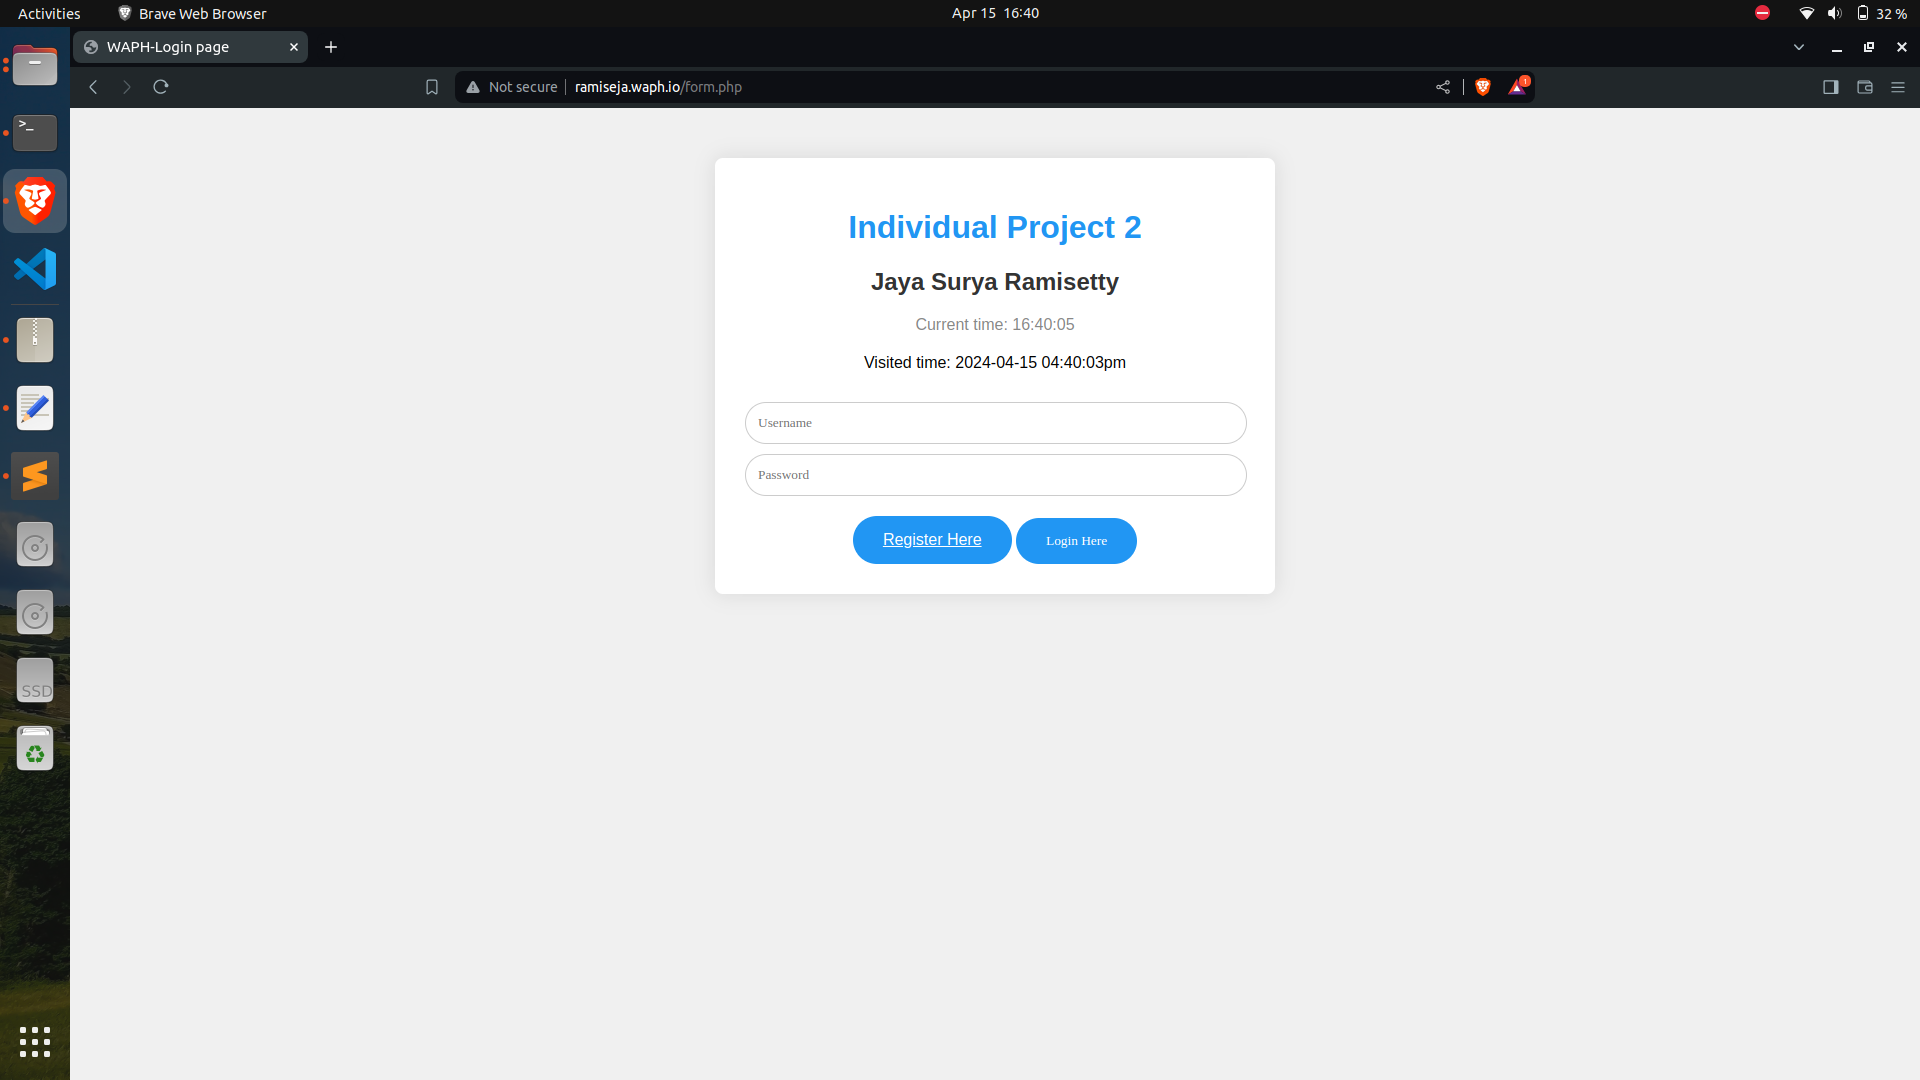 Activities
Brave Web Browser
Apr 15 16:40
32 %
WAPH-Login page
Not secure
ramiseja.waph.io/form.php
1
>_
Individual Project 2
Jaya Surya Ramisetty
Current time: 16:40:05
Visited time: 2024-04-15 04:40:03pm
Username
Password
Register Here
Login Here
SSD